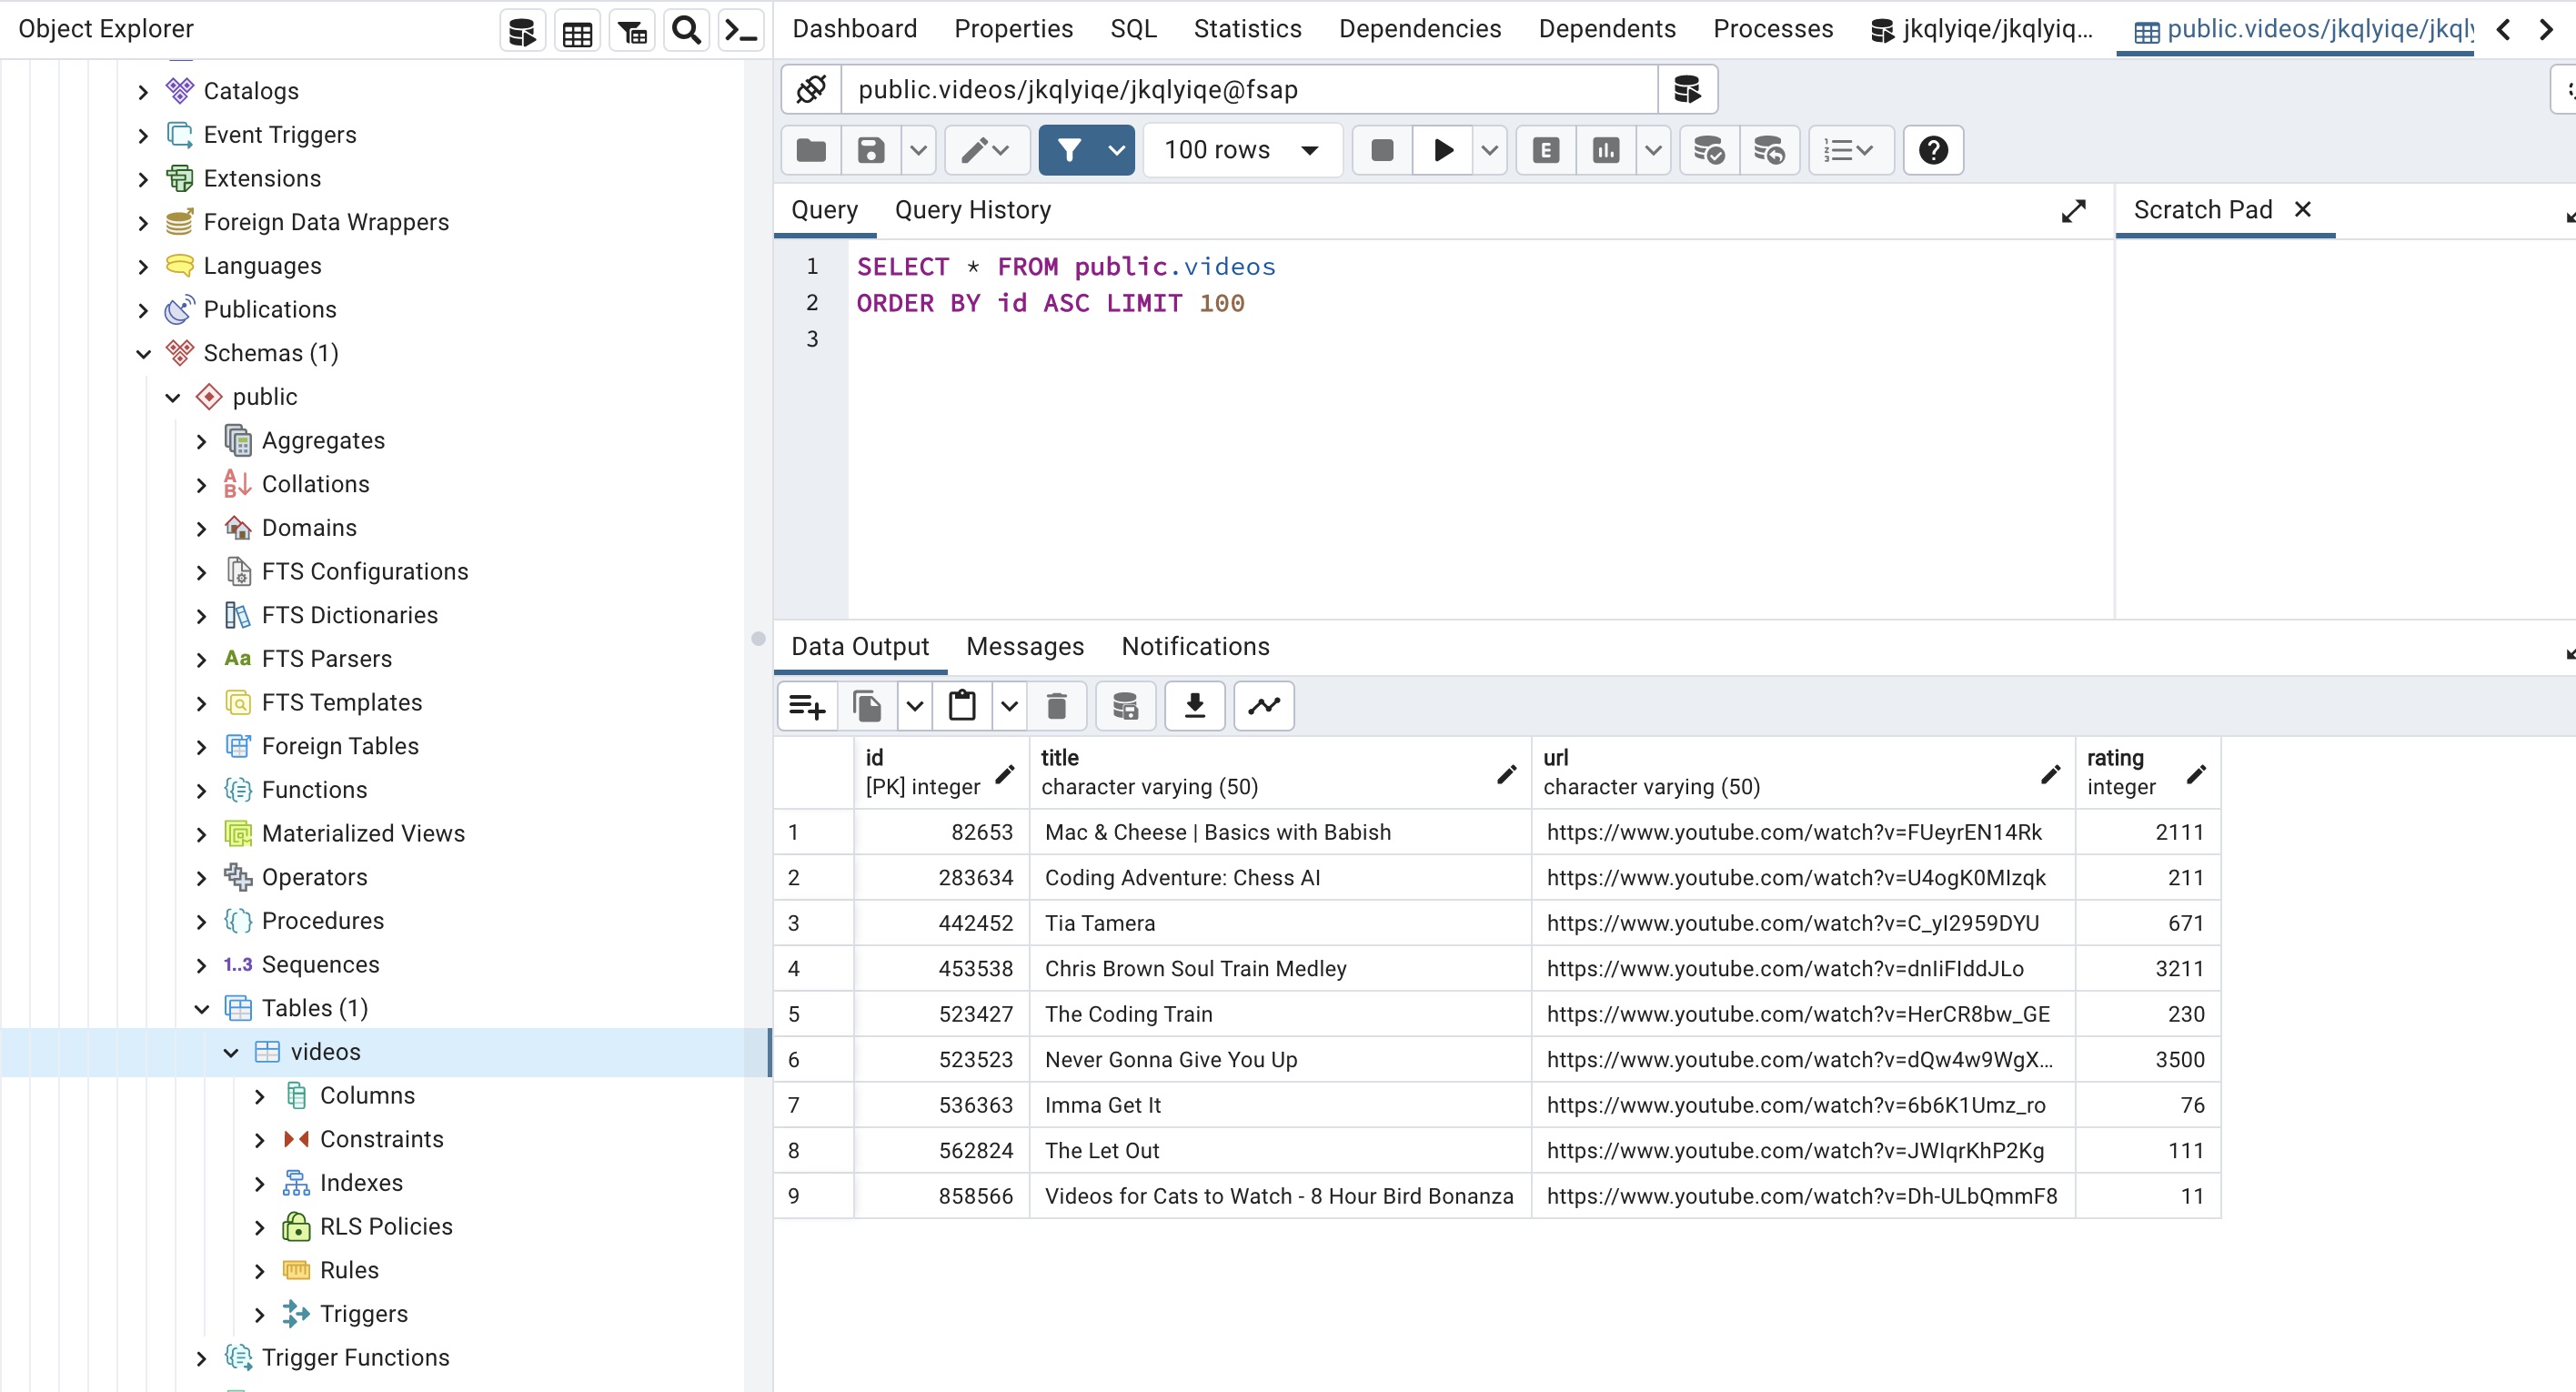 Object Explorer
Dashboard Properties SQL Statistics Dependencies Dependents Processes jkqlyiqe/jkqlyiq... public.videos/jkqlyiqe/jkqly
Catalogs
Event Triggers
Extensions
Foreign Data Wrappers
Languages
Publications
Schemas (1)
public
Aggregates
Collations
Domains
FTS Configurations
FTS Dictionaries
Aa FTS Parsers
FTS Templates
Foreign Tables
Functions
Materialized Views
Operators
Procedures
1..3 Sequences
Tables (1)
videos
Columns
Constraints
Indexes
RLS Policies
Rules
Triggers
Trigger Functions
public.videos/jkqlyiqe/jkqlyiqe@fsap
100 rows E ?
Query Query History
Scratch Pad
1 SELECT * FROM public.videos
2 ORDER BY id ASC LIMIT 100
3
Data Output Messages Notifications
id title url rating
[PK] integer character varying (50) character varying (50) integer
1 82653 Mac & Cheese | Basics with Babish https://www.youtube.com/watch?v=FUeyrEN14Rk 2111
2 283634 Coding Adventure: Chess AI https://www.youtube.com/watch?v=U4ogK0MIzqk 211
3 442452 Tia Tamera https://www.youtube.com/watch?v=C_yI2959DYU 671
4 453538 Chris Brown Soul Train Medley https://www.youtube.com/watch?v=dnIiFIddJLo 3211
5 523427 The Coding Train https://www.youtube.com/watch?v=HerCR8bw_GE 230
6 523523 Never Gonna Give You Up https://www.youtube.com/watch?v=dQw4w9WgX... 3500
7 536363 Imma Get It https://www.youtube.com/watch?v=6b6K1Umz_ro 76
8 562824 The Let Out https://www.youtube.com/watch?v=JWIqrKhP2Kg 111
9 858566 Videos for Cats to Watch - 8 Hour Bird Bonanza https://www.youtube.com/watch?v=Dh-ULbQmmF8 11